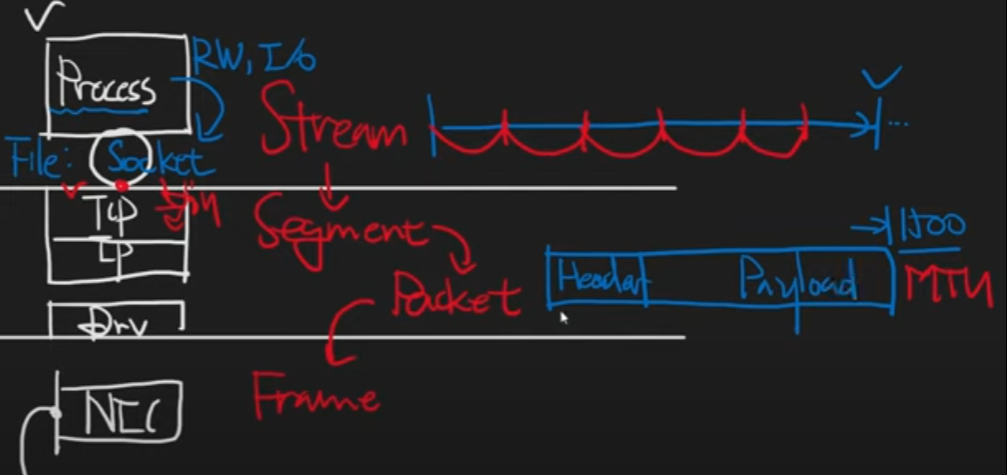 Process
RW, I/o
File: Socket
Stream
...
TCP
IP
Segment
1500
Header Payload
MTU
Packet
Drv
Frame
NIC